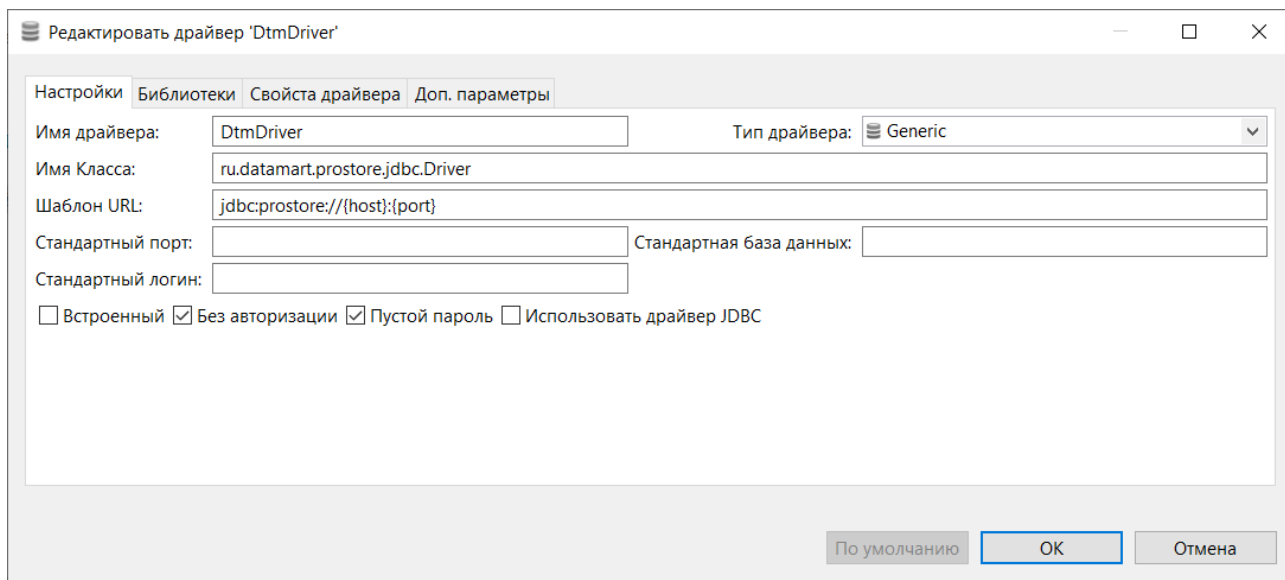 Редактировать драйвер 'DtmDriver'
Настройки Библиотеки Свойста драйвера Доп. параметры
Имя драйвера: DtmDriver Тип драйвера: Generic
Имя Класса: ru.datamart.prostore.jdbc.Driver
Шаблон URL: jdbc:prostore://{host}:{port}
Стандартный порт: Стандартная база данных:
Стандартный логин:
Встроенный Без авторизации Пустой пароль Использовать драйвер JDBC
По умолчанию ОК Отмена